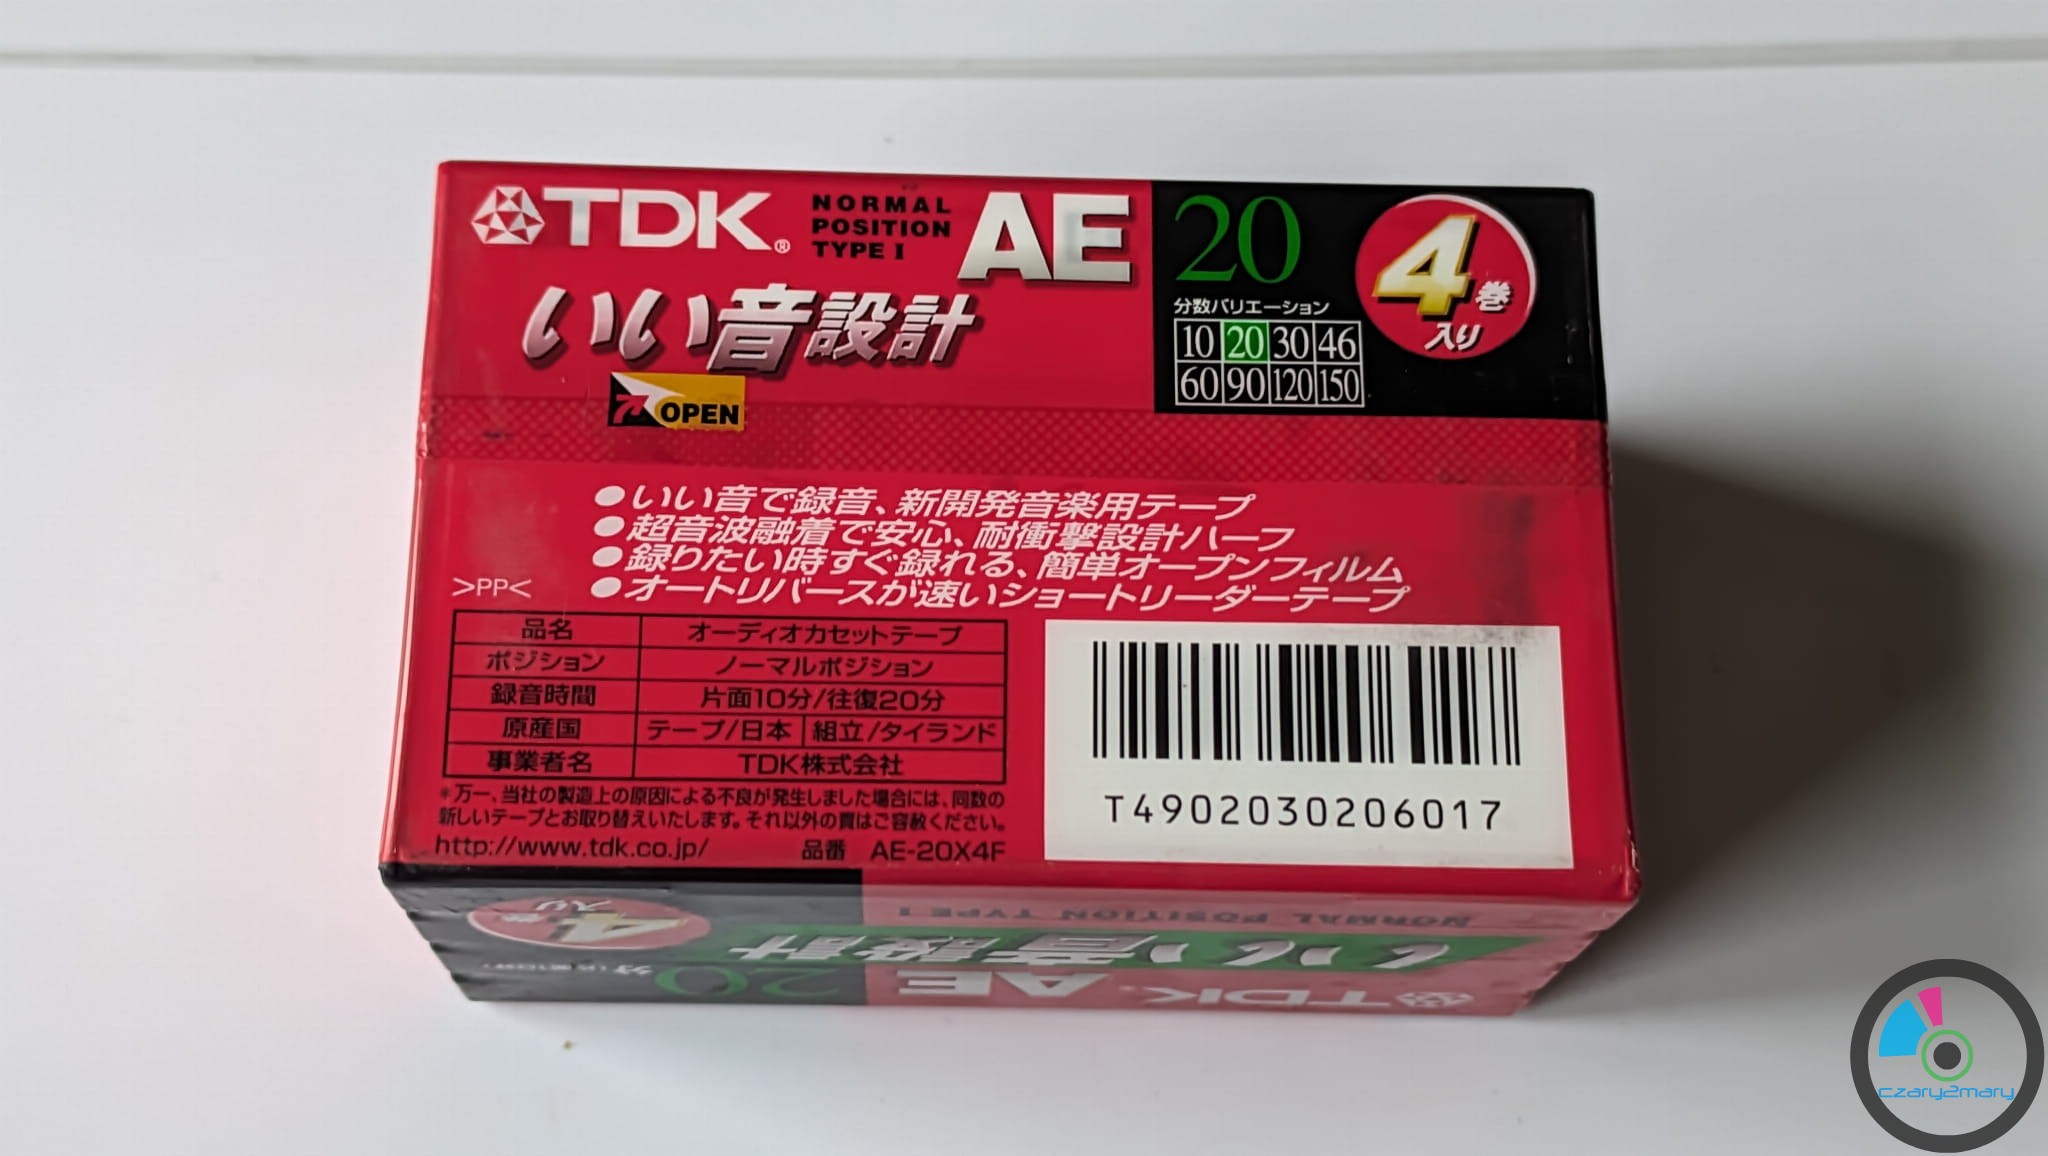 TDK® NORMAL POSITION TYPE I AE
いい音設計
OPEN
20
分数バリエーション
10 20 30 46
60 90 120 150
4巻入り
●いい音で録音、新開発音楽用テープ
●超音波融着で安心、耐衝撃設計ハーフ
●録りたい時すぐ録れる、簡単オープンフィルム
●オートリバースが速いショートリーダーテープ
>PP<
品名 オーディオカセットテープ
ポジション ノーマルポジション
録音時間 片面10分/往復20分
原産国 テープ/日本 組立/タイランド
事業者名 TDK株式会社
*万一、当社の製造上の原因による不良が発生しました場合には、同数の
新しいテープとお取り替えいたします。それ以外の責はご容赦ください。
http://www.tdk.co.jp/ 品番 AE-20X4F
T4902030206017
4巻入り
NORMAL POSITION TYPE I
いい音設計
TDK. AE
20分
czary2mary